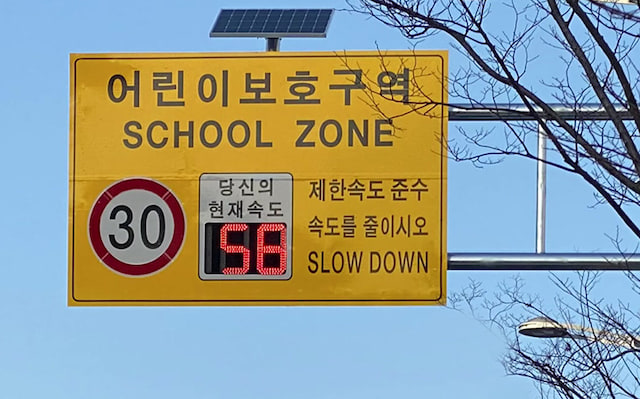 어린이보호구역
SCHOOL ZONE
30
당신의
현재속도
58
제한속도 준수
속도를 줄이시오
SLOW DOWN